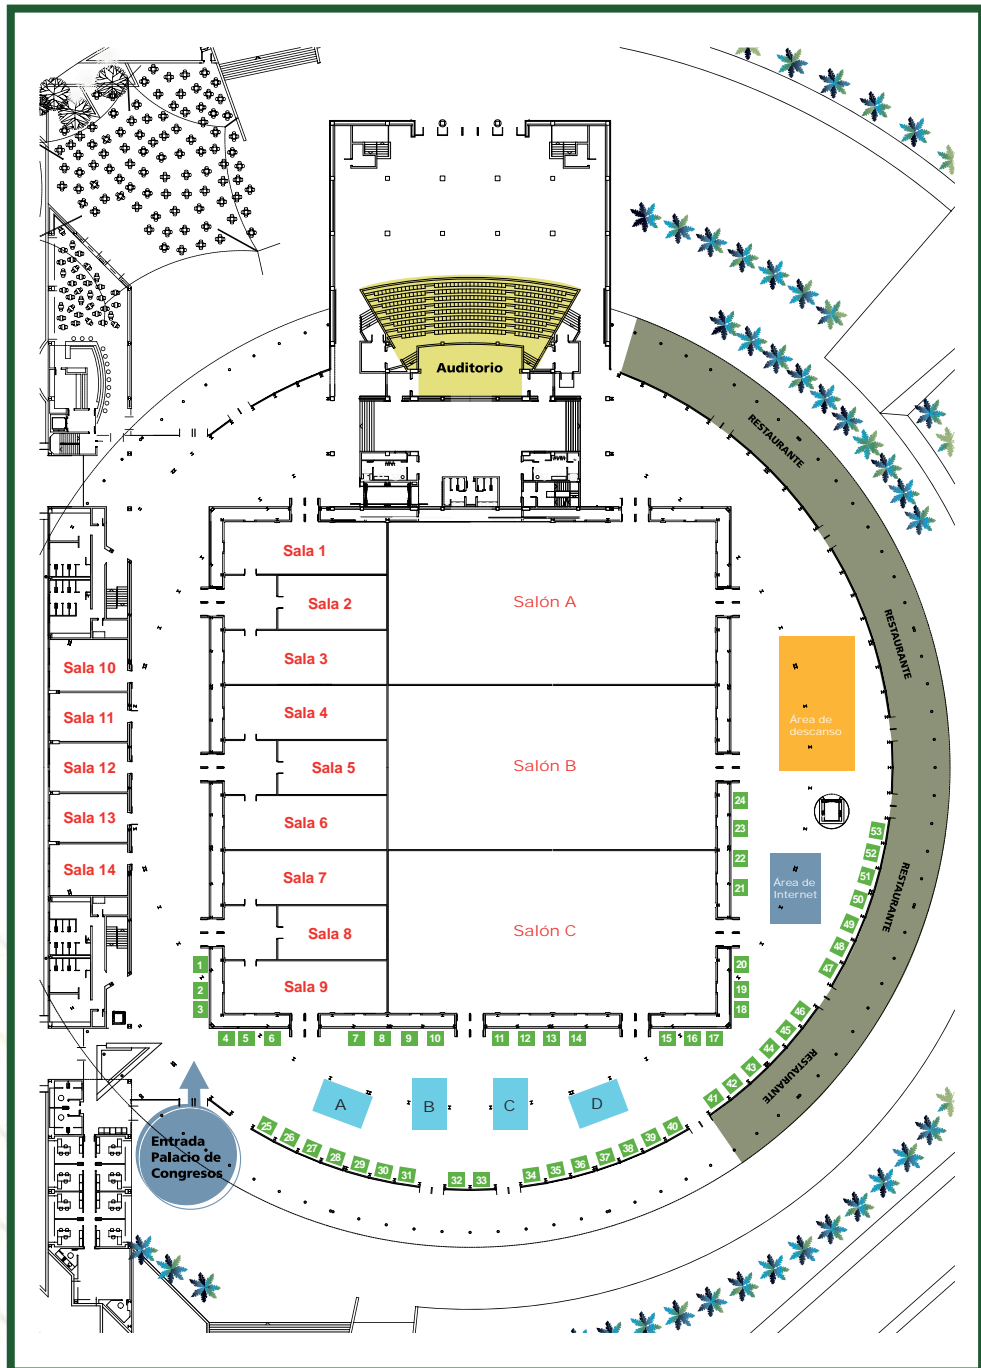 Auditorio
RESTAURANTE
Sala 1
Sala 2
Salón A
Sala 3
RESTAURANTE
Sala 10
Sala 4
Sala 11
Área de
descanso
Sala 12
Sala 5
Salón B
24
Sala 13
Sala 6
23
53
22
52
Sala 14
Sala 7
21
Área de
Internet
51
RESTAURANTE
50
Sala 8
Salón C
49
48
1
20
47
2
Sala 9
19
3
18
46
4
5
6
7
8
9
10
11
12
13
14
15
16
17
45
44
43
RESTAURANTE
42
41
A
B
C
D
Entrada
Palacio de
Congresos
25
26
27
28
29
30
31
32
33
34
35
36
37
38
39
40